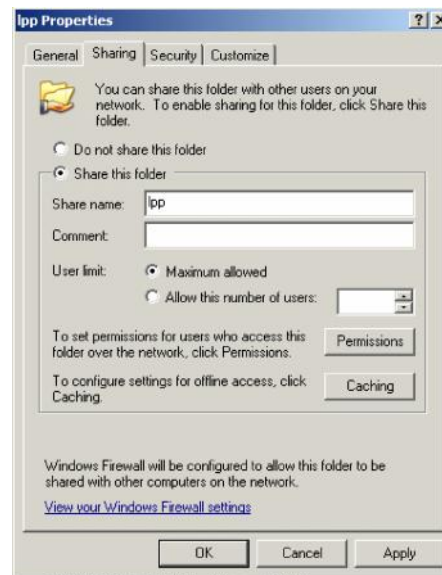 lpp Properties
General Sharing Security Customize
You can share this folder with other users on your
network. To enable sharing for this folder, click Share this
folder.
Do not share this folder
Share this folder
Share name: lpp
Comment:
User limit: Maximum allowed
Allow this number of users:
To set permissions for users who access this
folder over the network, click Permissions.
Permissions
To configure settings for offline access, click
Caching.
Caching
Windows Firewall will be configured to allow this folder to be
shared with other computers on the network.
View your Windows Firewall settings
OK Cancel Apply